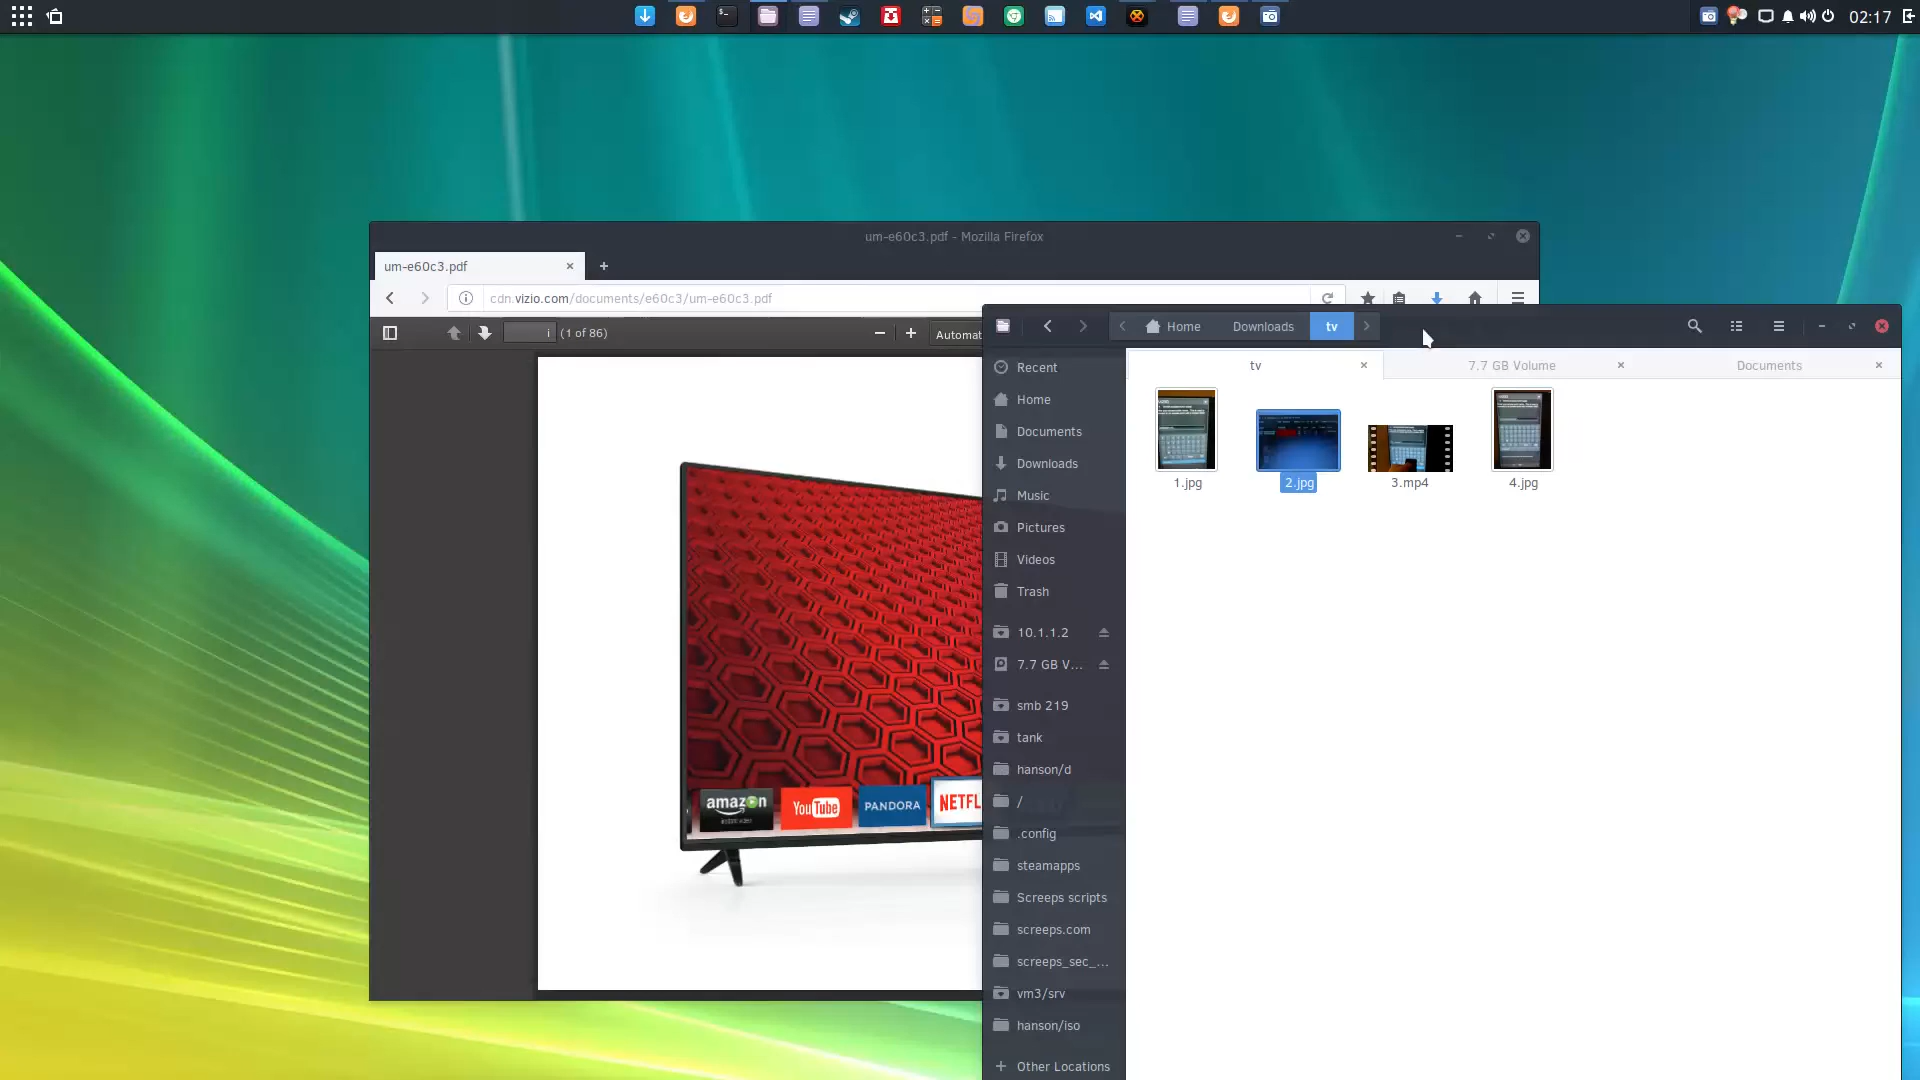 02:17
um-e60c3.pdf - Mozilla Firefox
um-e60c3.pdf
cdn.vizio.com/documents/e60c3/um-e60c3.pdf
i (1 of 86)
Automat
amazon
YouTube
PANDORA
NETFL
Home
Downloads
tv
tv
7.7 GB Volume
Documents
Recent
Home
Documents
Downloads
Music
Pictures
Videos
Trash
10.1.1.2
7.7 GB V...
smb 219
tank
hanson/d
/
.config
steamapps
Screeps scripts
screeps.com
screeps_sec_...
vm3/srv
hanson/iso
Other Locations
1.jpg
2.jpg
3.mp4
4.jpg